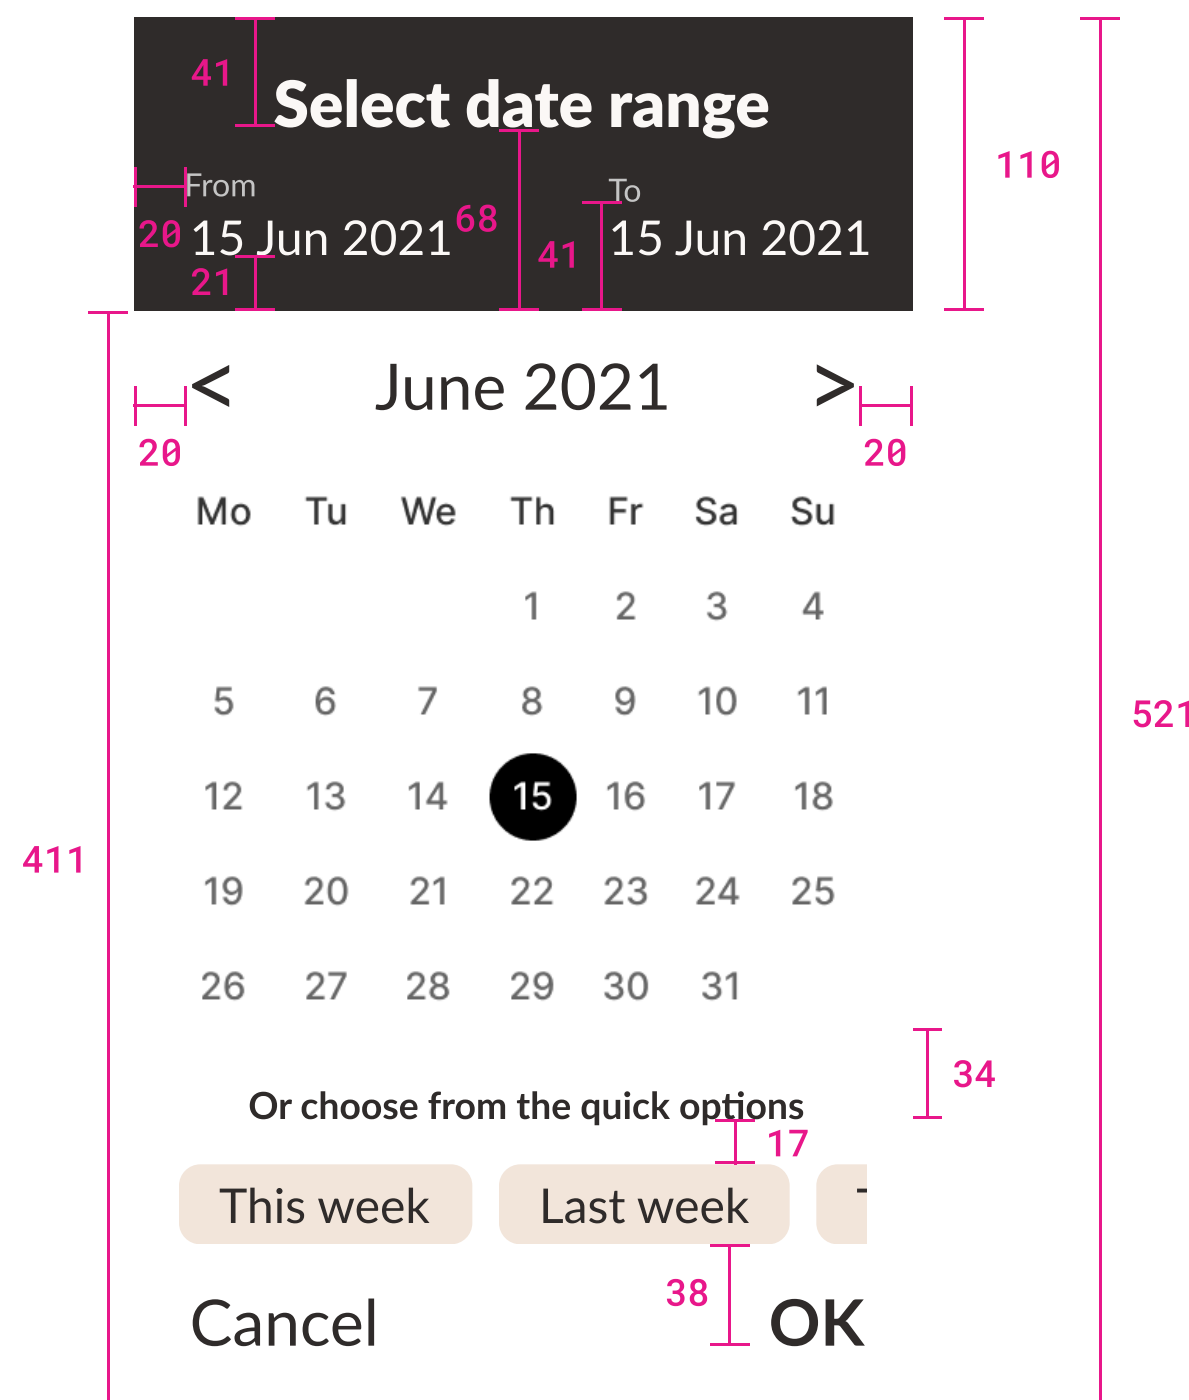 41
Select date range
110
From
To
20
15 Jun 2021
68
41
15 Jun 2021
21
< June 2021 >
20
20
Mo Tu We Th Fr Sa Su
1 2 3 4
5 6 7 8 9 10 11
521
12 13 14 15 16 17 18
411
19 20 21 22 23 24 25
26 27 28 29 30 31
34
Or choose from the quick options
17
This week Last week
38
Cancel OK